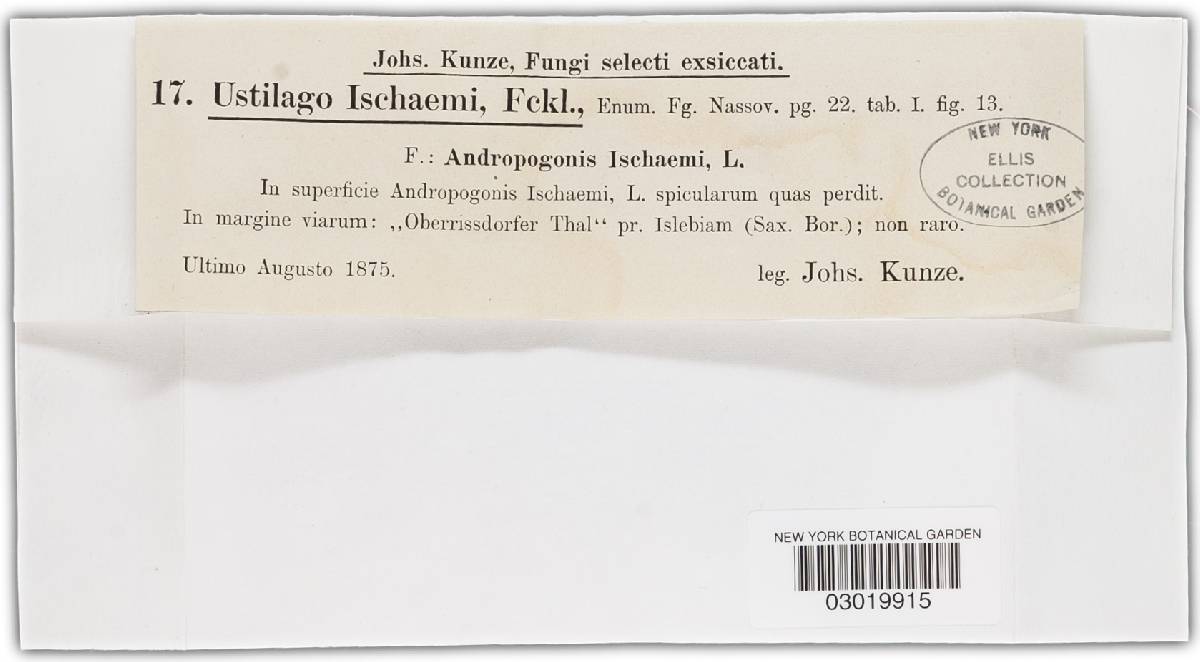 Johs. Kunze, Fungi selecti exsiccati.
17. Ustilago Ischaemi, Fckl., Enum. Fg. Nassov. pg. 22. tab. I. fig. 13.
F.: Andropogonis Ischaemi, L.
In superficie Andropogonis Ischaemi, L. spicularum quas perdit.
In margine viarum: „Oberrissdorfer Thal“ pr. Islebiam (Sax. Bor.); non raro.
Ultimo Augusto 1875.
leg. Johs. Kunze.
NEW YORK
ELLIS
COLLECTION
BOTANICAL GARDEN
NEW YORK BOTANICAL GARDEN
03019915